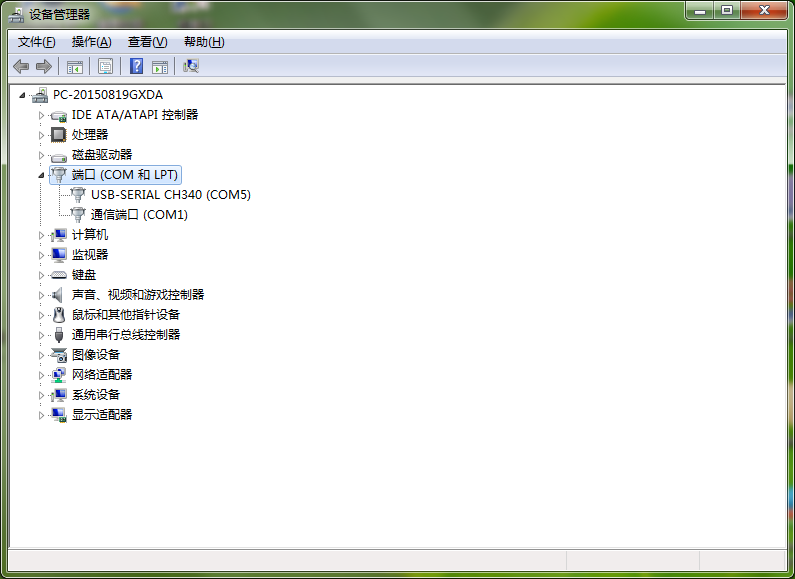 设备管理器
文件(F) 操作(A) 查看(V) 帮助(H)
PC-20150819GXDA
IDE ATA/ATAPI 控制器
处理器
磁盘驱动器
端口 (COM 和 LPT)
USB-SERIAL CH340 (COM5)
通信端口 (COM1)
计算机
监视器
键盘
声音、视频和游戏控制器
鼠标和其他指针设备
通用串行总线控制器
图像设备
网络适配器
系统设备
显示适配器